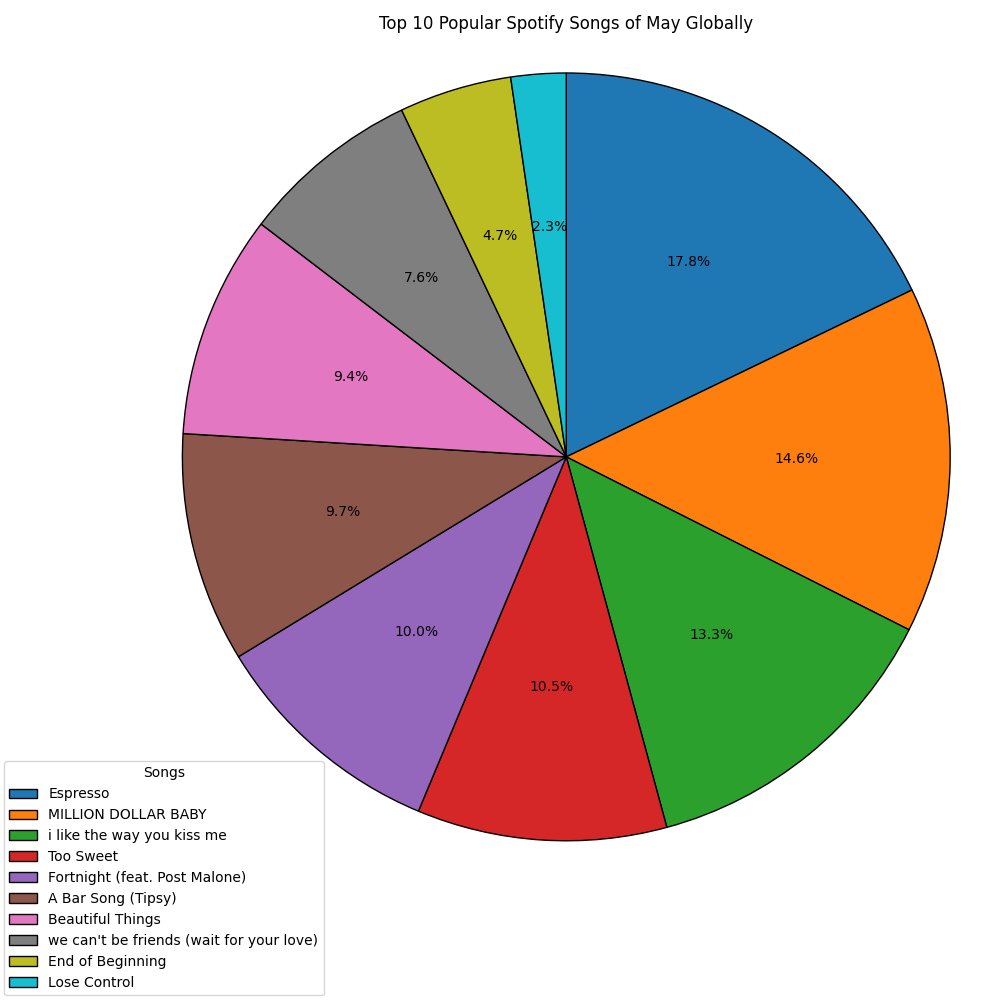 Top 10 Popular Spotify Songs of May Globally
2.3%
4.7%
17.8%
7.6%
9.4%
14.6%
9.7%
10.0%
13.3%
10.5%
Songs
Espresso
MILLION DOLLAR BABY
i like the way you kiss me
Too Sweet
Fortnight (feat. Post Malone)
A Bar Song (Tipsy)
Beautiful Things
we can't be friends (wait for your love)
End of Beginning
Lose Control